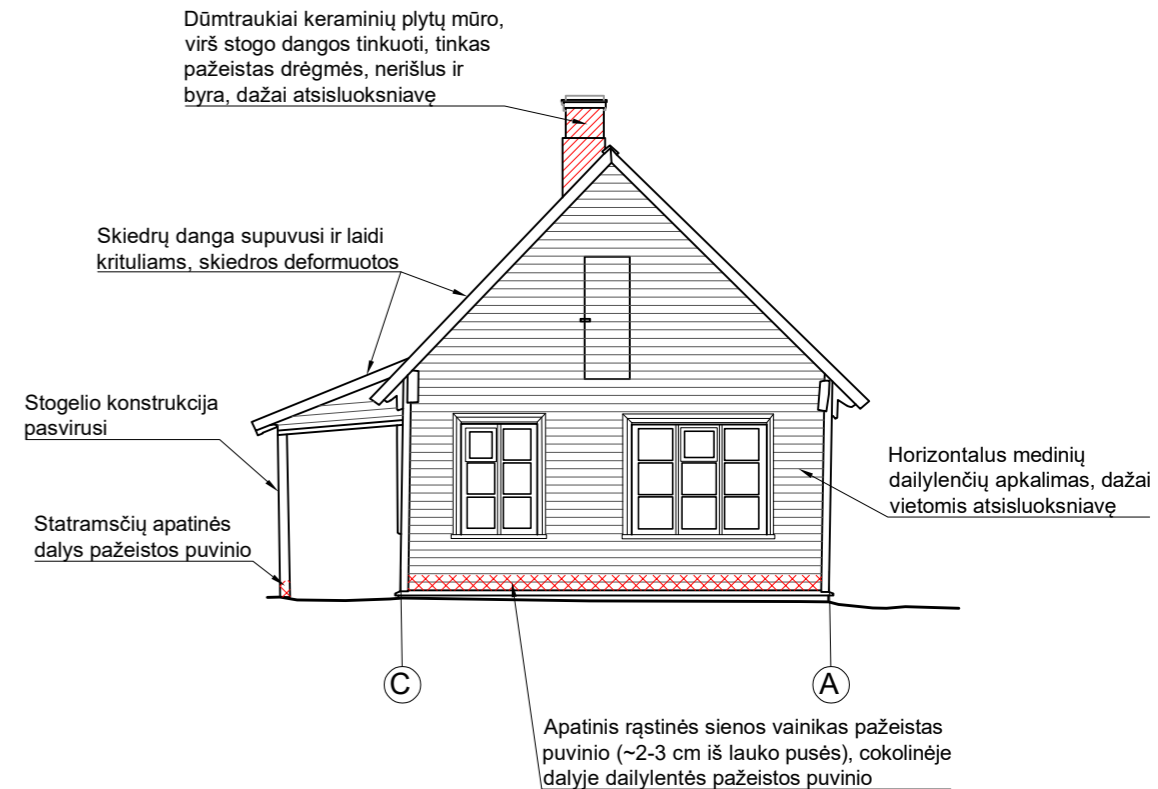 Dūmtraukiai keraminių plytų mūro,
virš stogo dangos tinkuoti, tinkas
pažeistas drėgmės, nerišlus ir
byra, dažai atsisluoksniavę
Skiedrų danga supuvusi ir laidi
krituliams, skiedros deformuotos
Stogelio konstrukcija
pasvirusi
Statramsčių apatinės
dalys pažeistos puvinio
Horizontalus medinių
dailylenčių apkalimas, dažai
vietomis atsisluoksniavę
C
A
Apatinis rąstinės sienos vainikas pažeistas
puvinio (~2-3 cm iš lauko pusės), cokolinėje
dalyje dailylentės pažeistos puvinio